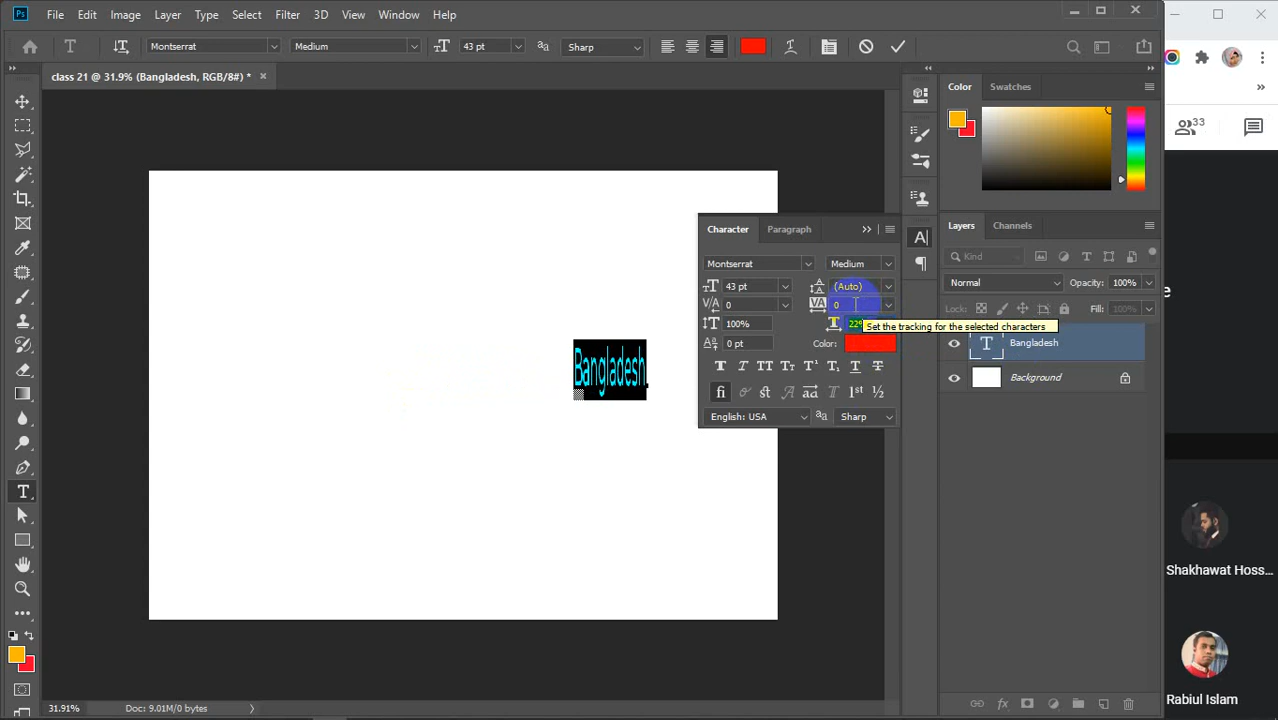 Ps File Edit Image Layer Type Select Filter 3D View Window Help
Montserrat Medium 43 pt Sharp
class 21 @ 31.9% (Bangladesh, RGB/8#) *
Color Swatches
33
Character Paragraph
Layers Channels
Kind
Montserrat Medium
Normal Opacity: 100%
43 pt (Auto)
0 0
Lock: Fill: 100%
100%
Set the tracking for the selected characters
0 pt Color:
Bangladesh
Bangladesh
Background
English: USA Sharp
Shakhawat Hoss...
Rabiul Islam
31.91% Doc: 9.01M/0 bytes